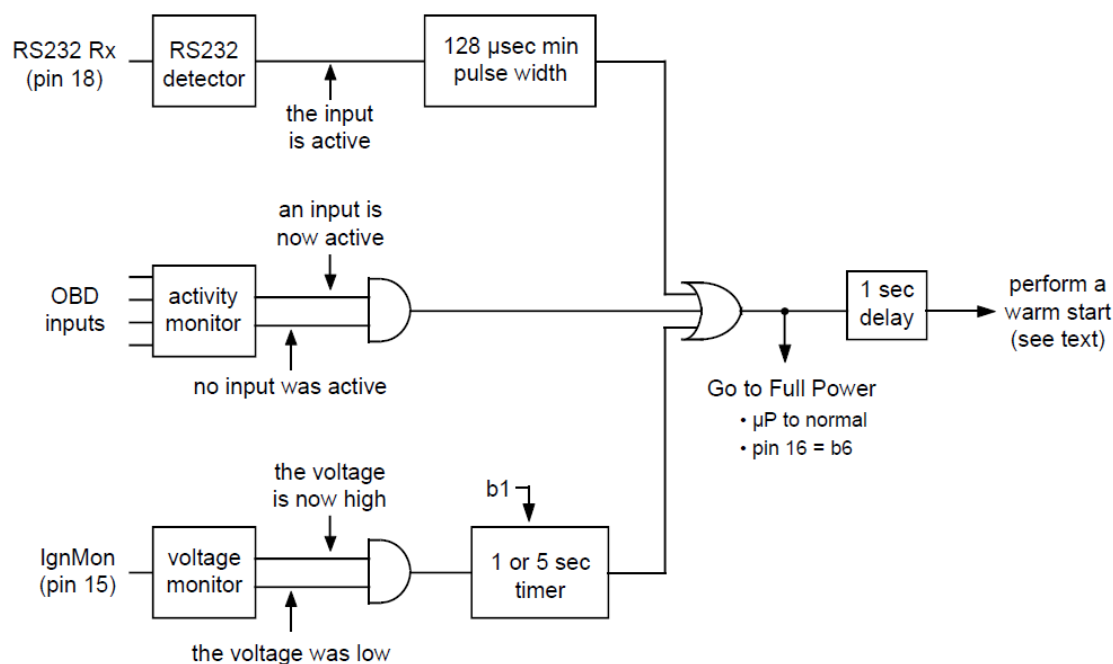 RS232 Rx
(pin 18)
RS232
detector
the input
is active
128 µsec min
pulse width
an input is
now active
OBD
inputs
activity
monitor
no input was active
1 sec
delay
perform a
warm start
(see text)
Go to Full Power
• µP to normal
• pin 16 = b6
the voltage
is now high
b1
IgnMon
(pin 15)
voltage
monitor
1 or 5 sec
timer
the voltage was low